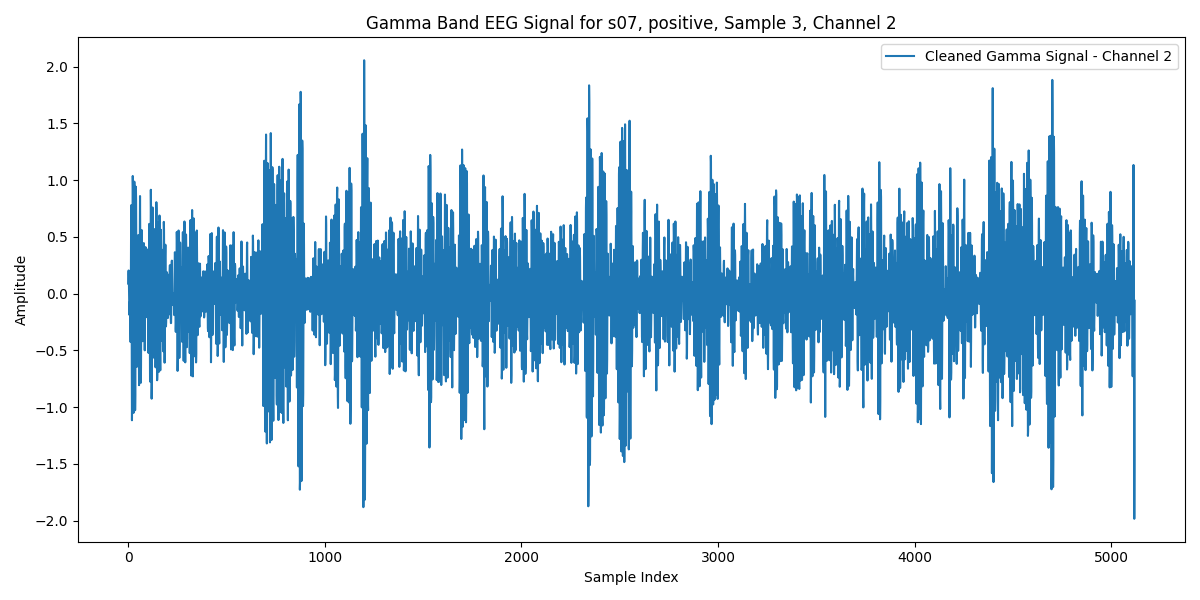 Gamma Band EEG Signal for s07, positive, Sample 3, Channel 2
Cleaned Gamma Signal - Channel 2
Amplitude
2.0
1.5
1.0
0.5
0.0
−0.5
−1.0
−1.5
−2.0
0 1000 2000 3000 4000 5000
Sample Index